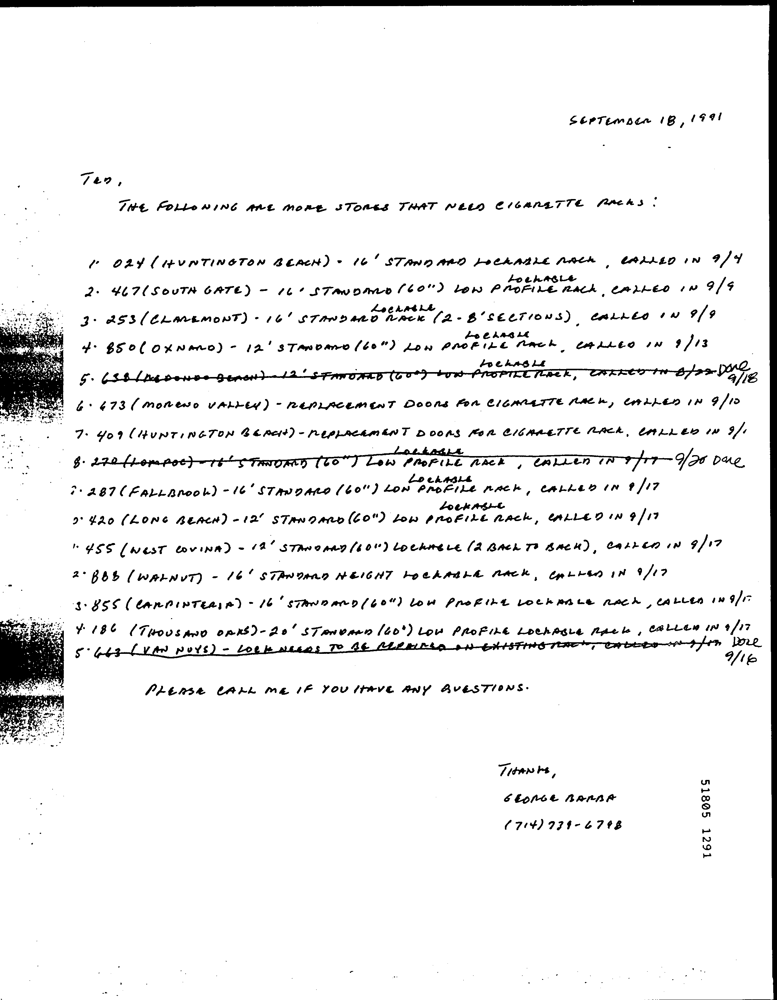 SEPTEMBER 18, 1991
TED,
THE FOLLOWING ARE MORE STORES THAT NEED CIGARETTE RACKS:
1. 024 (HUNTINGTON BEACH) - 16' STANDARD LOCKABLE RACK, CALLED IN 9/4
LOCKABLE
2. 467 (SOUTH GATE) - 16' STANDARD (60") LOW PROFILE RACK, CALLED IN 9/9
LOCKABLE
3. 253 (CLAREMONT) - 16' STANDARD RACK (2-8' SECTIONS), CALLED IN 9/9
LOCKABLE
4. 850 (OXNARD) - 12' STANDARD (60") LOW PROFILE RACK, CALLED IN 9/13
LOCKABLE
5. 638 (REDONDO BEACH) - 12' STANDARD (60") LOW PROFILE RACK, CALLED IN 8/22 Done
9/18
6. 673 (MORENO VALLEY) - REPLACEMENT DOORS FOR CIGARETTE RACK, CALLED IN 9/10
7. 409 (HUNTINGTON BEACH) - REPLACEMENT DOORS FOR CIGARETTE RACK, CALLED IN 9/
LOCKABLE
8. 270 (LOMPOC) - 16' STANDARD (60") LOW PROFILE RACK, CALLED IN 9/17 - 9/20 Done
LOCKABLE
287 (FALLBROOK) - 16' STANDARD (60") LOW PROFILE RACK, CALLED IN 9/17
LOCKABLE
420 (LONG BEACH) - 12' STANDARD (60") LOW PROFILE RACK, CALLED IN 9/17
455 (WEST COVINA) - 12' STANDARD (60") LOCKABLE (2 BACK TO BACK), CALLED IN 9/17
2. 888 (WALNUT) - 16' STANDARD HEIGHT LOCKABLE RACK, CALLED IN 9/17
3. 855 (CARPINTERIA) - 16' STANDARD (60") LOW PROFILE LOCKABLE RACK, CALLED IN 9/1
4. 186 (THOUSAND OAKS) - 20' STANDARD (60") LOW PROFILE LOCKABLE RACK, CALLED IN 9/17
5. 663 (VAN NUYS) - LOCK NEEDS TO BE REPAIRED ON EXISTING RACK, CALLED IN Done
9/16
PLEASE CALL ME IF YOU HAVE ANY QUESTIONS.
THANKS,
GEORGE BARBA
(714) 739-6798
51805 1291